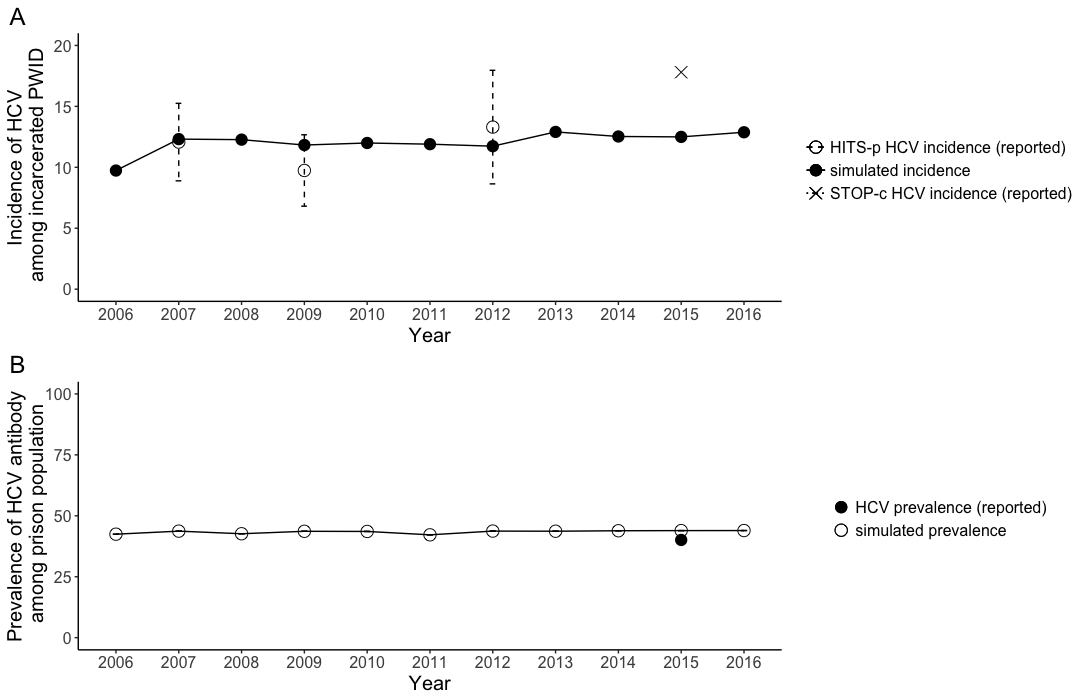 A
Incidence of HCV
among incarcerated PWID
20
15
10
5
0
2006 2007 2008 2009 2010 2011 2012 2013 2014 2015 2016
Year
HITS-p HCV incidence (reported)
simulated incidence
STOP-c HCV incidence (reported)
B
Prevalence of HCV antibody
among prison population
100
75
50
25
0
2006 2007 2008 2009 2010 2011 2012 2013 2014 2015 2016
Year
HCV prevalence (reported)
simulated prevalence